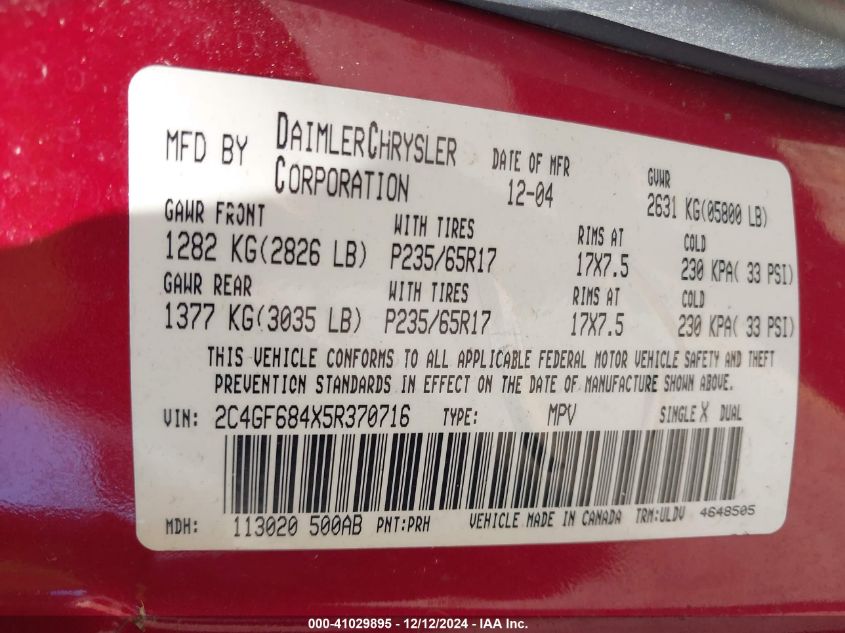 MFD BY DAIMLERCHRYSLER CORPORATION
DATE OF MFR
12-04
GVWR
2631 KG(05800 LB)
GAWR FRONT WITH TIRES RIMS AT COLD
1282 KG(2826 LB) P235/65R17 17X7.5 230 KPA( 33 PSI)
GAWR REAR WITH TIRES RIMS AT COLD
1377 KG(3035 LB) P235/65R17 17X7.5 230 KPA( 33 PSI)
THIS VEHICLE CONFORMS TO ALL APPLICABLE FEDERAL MOTOR VEHICLE SAFETY AND THEFT
PREVENTION STANDARDS IN EFFECT ON THE DATE OF MANUFACTURE SHOWN ABOVE.
VIN: 2C4GF684X5R370716 TYPE: MPV SINGLE X DUAL
MDH: 113020 500AB PNT:PRH VEHICLE MADE IN CANADA TRM:ULDV 4648505
000-41029895 - 12/12/2024 - IAA Inc.